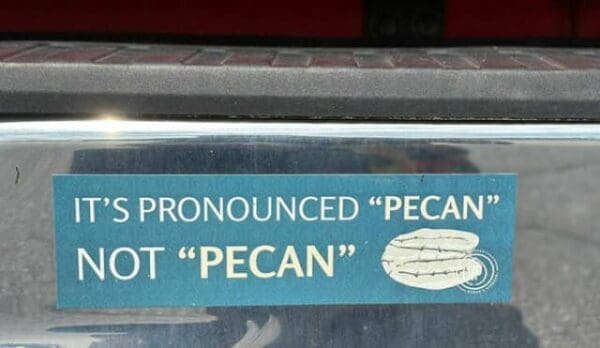 IT'S PRONOUNCED “PECAN”
NOT “PECAN”